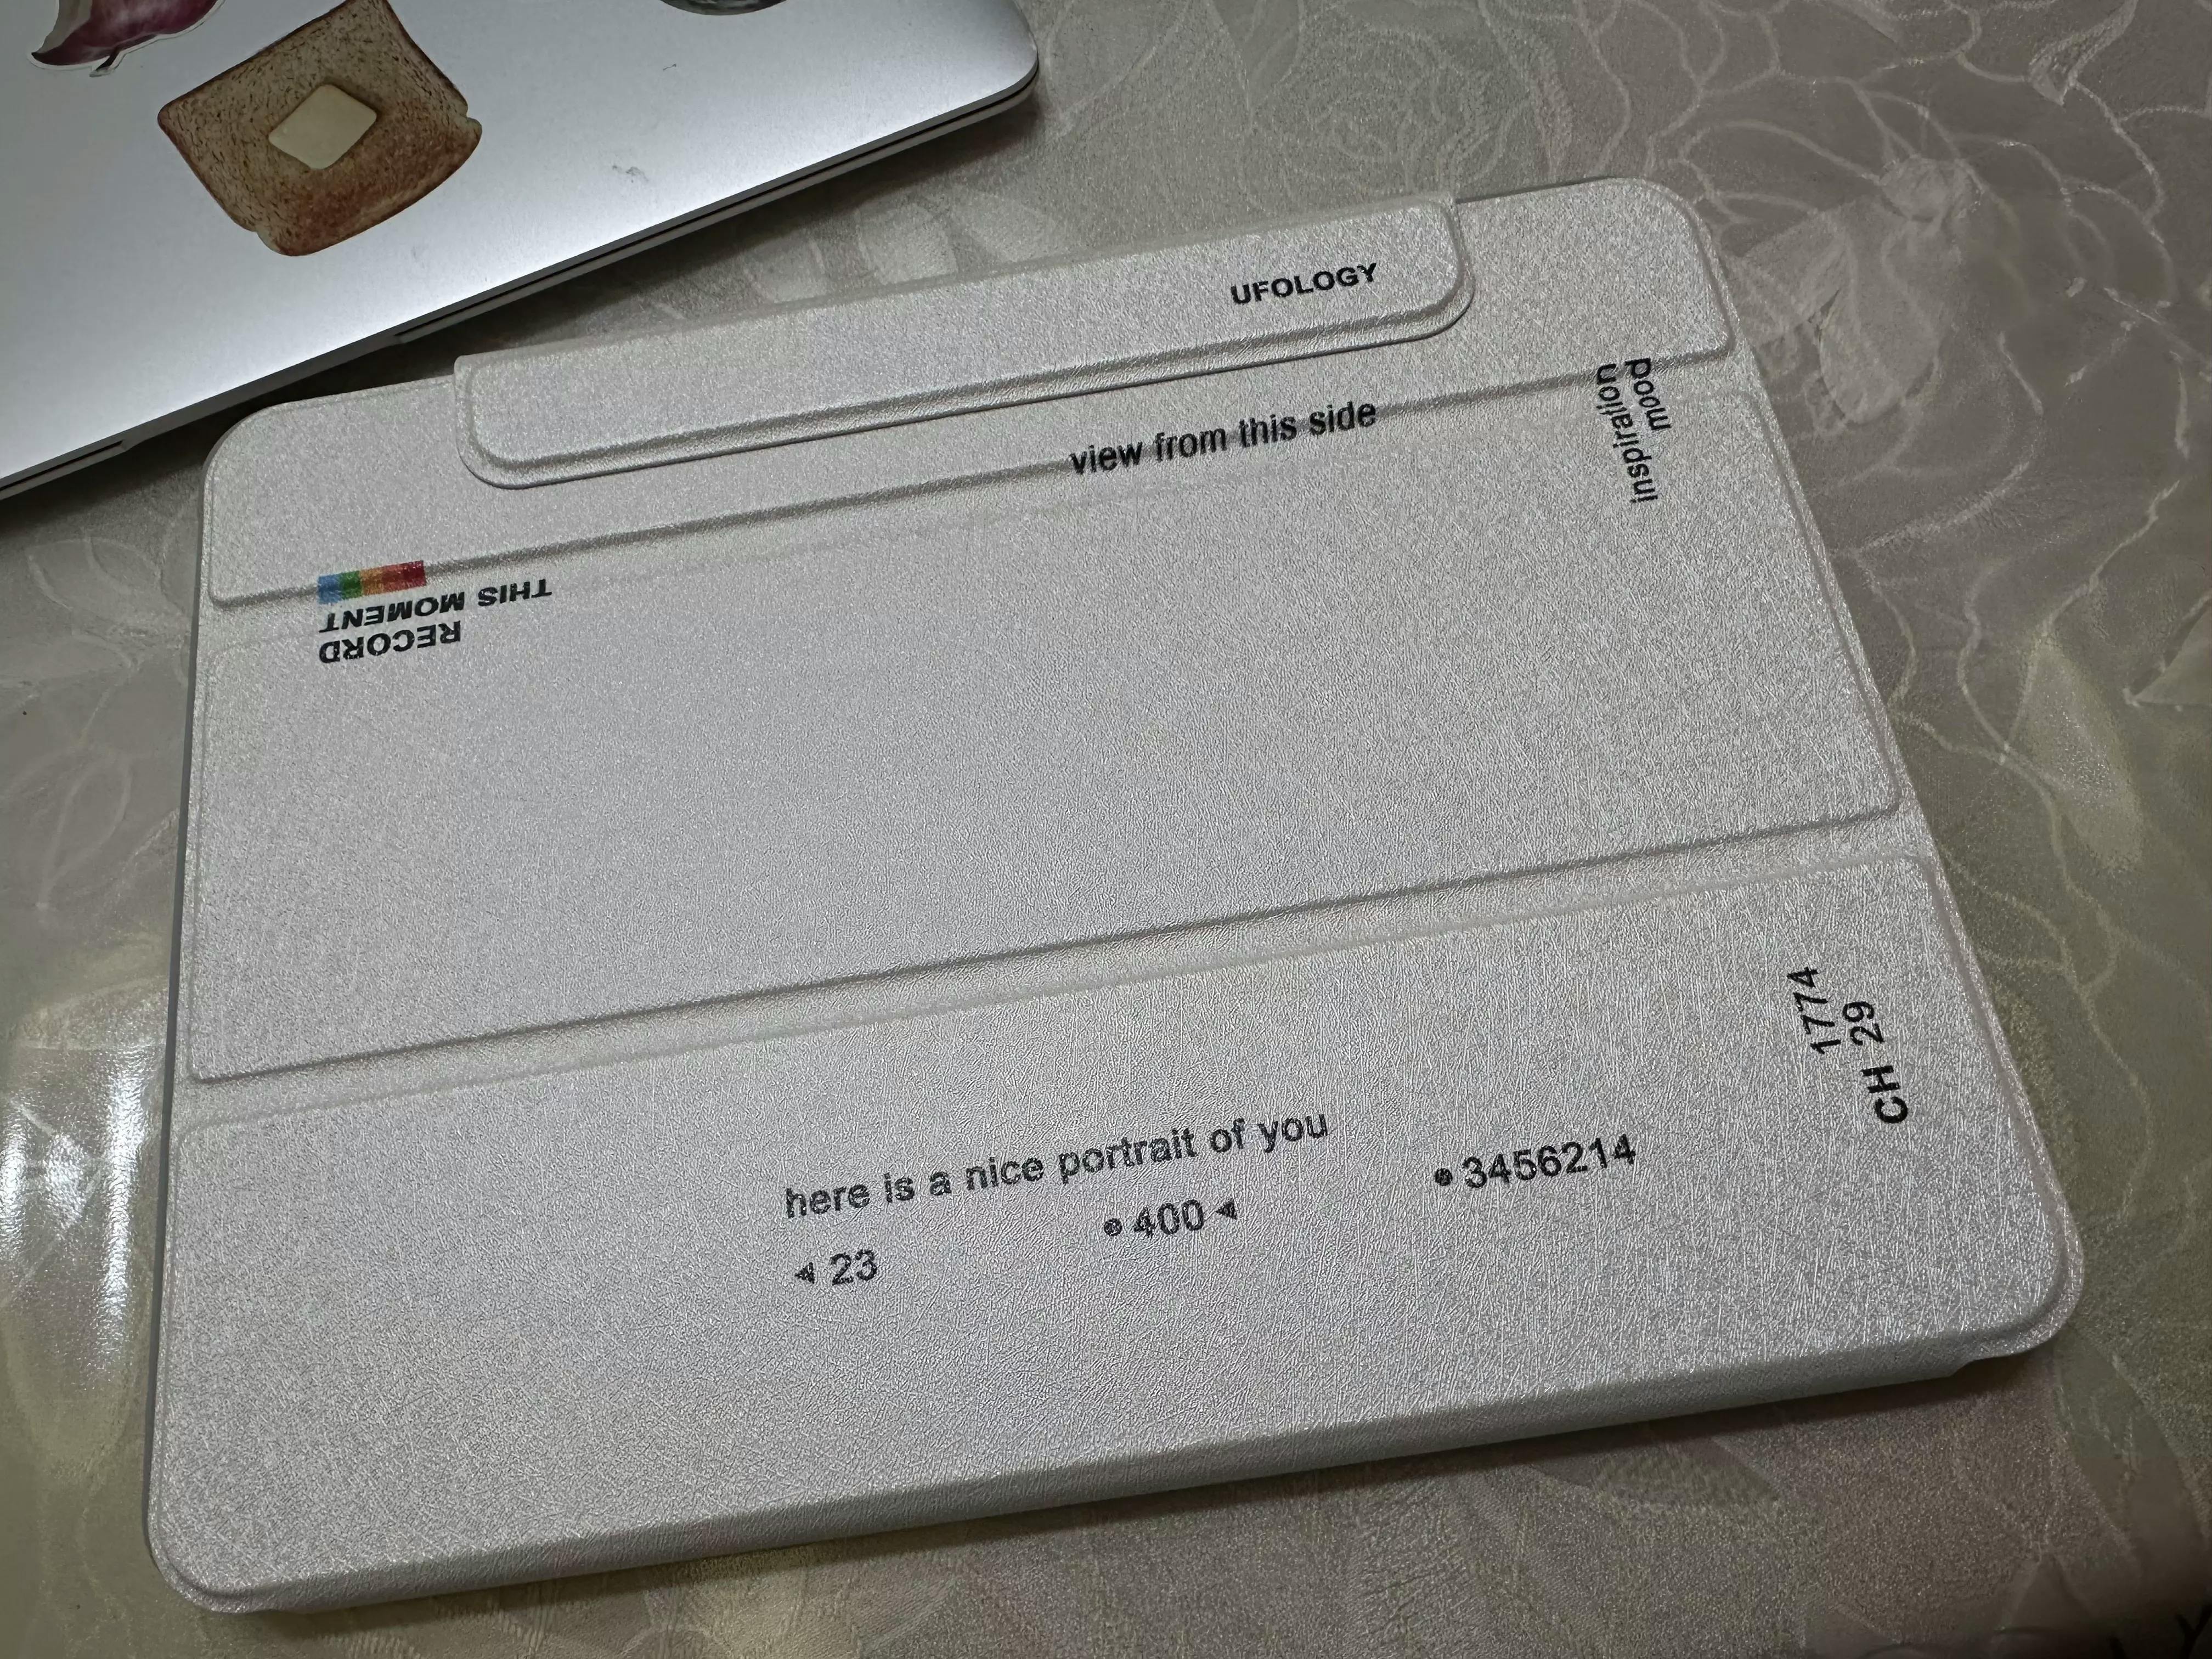 UFOLOGY
view from this side
inspiration
mood
RECORD
THIS MOMENT
1774
CH 29
here is a nice portrait of you
3456214
400
23